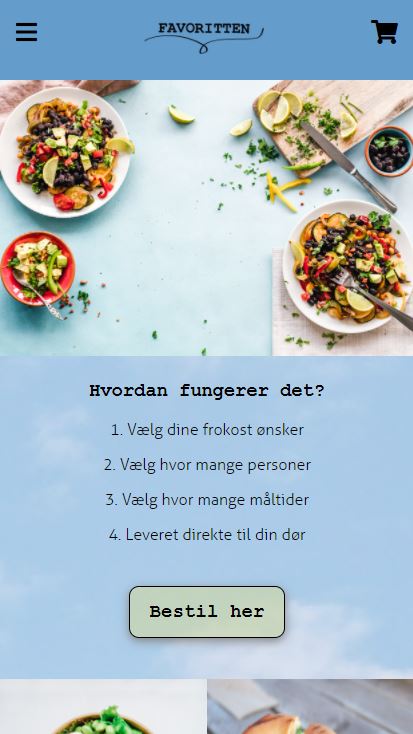 FAVORITTEN
Hvordan fungerer det?
1. Vælg dine frokost ønsker
2. Vælg hvor mange personer
3. Vælg hvor mange måltider
4. Leveret direkte til din dør
Bestil her